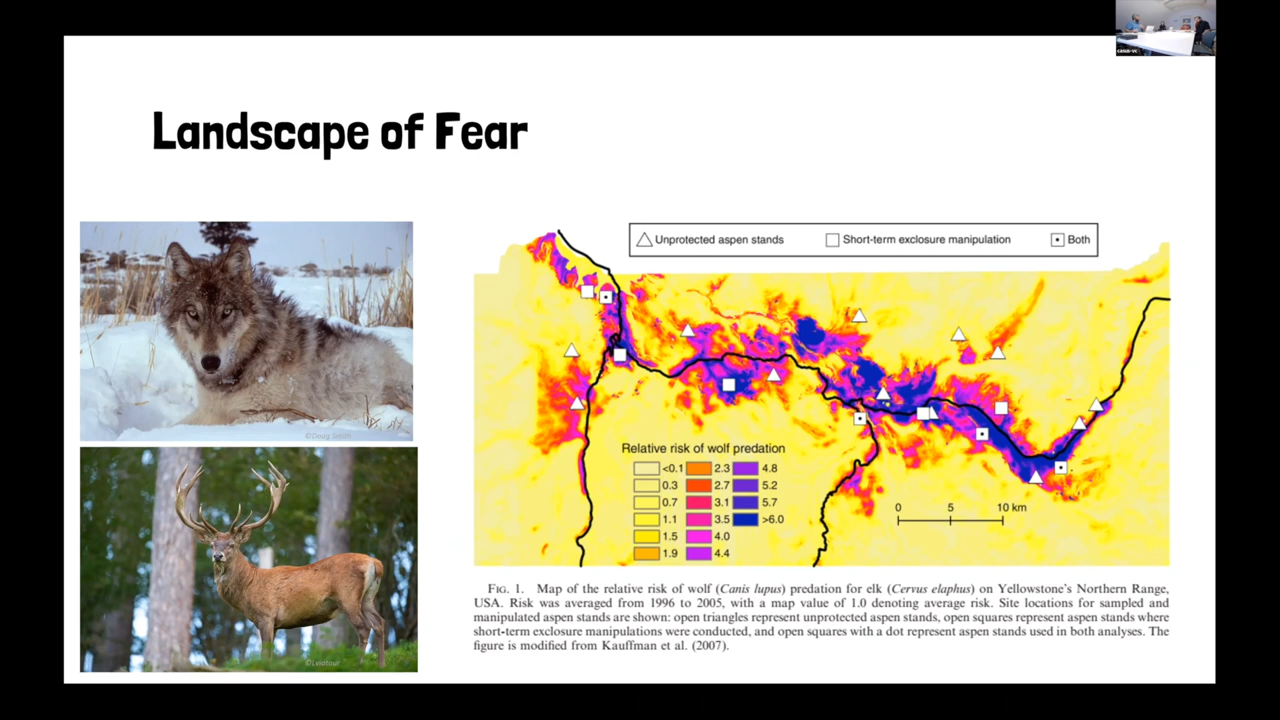 casus-vc
Landscape of Fear
©Doug Smith
©Lviatour
Unprotected aspen stands
Short-term exclosure manipulation
Both
Relative risk of wolf predation
<0.1 2.3 4.8
0.3 2.7 5.2
0.7 3.1 5.7
1.1 3.5 >6.0
1.5 4.0
1.9 4.4
0 5 10 km
FIG. 1. Map of the relative risk of wolf (Canis lupus) predation for elk (Cervus elaphus) on Yellowstone's Northern Range,
USA. Risk was averaged from 1996 to 2005, with a map value of 1.0 denoting average risk. Site locations for sampled and
manipulated aspen stands are shown: open triangles represent unprotected aspen stands, open squares represent aspen stands where
short-term exclosure manipulations were conducted, and open squares with a dot represent aspen stands used in both analyses. The
figure is modified from Kauffman et al. (2007).